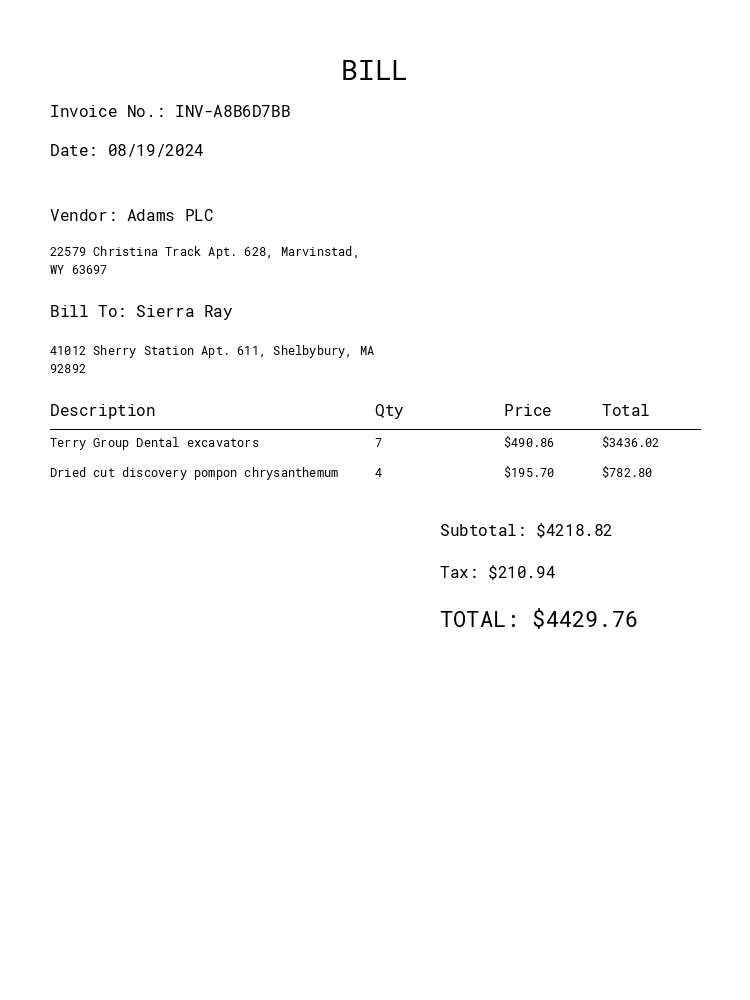 BILL
Invoice No.: INV-A8B6D7BB
Date: 08/19/2024
Vendor: Adams PLC
22579 Christina Track Apt. 628, Marvinstad,
WY 63697
Bill To: Sierra Ray
41012 Sherry Station Apt. 611, Shelbybury, MA
92892
Description Qty Price Total
Terry Group Dental excavators 7 $490.86 $3436.02
Dried cut discovery pompon chrysanthemum 4 $195.70 $782.80
Subtotal: $4218.82
Tax: $210.94
TOTAL: $4429.76